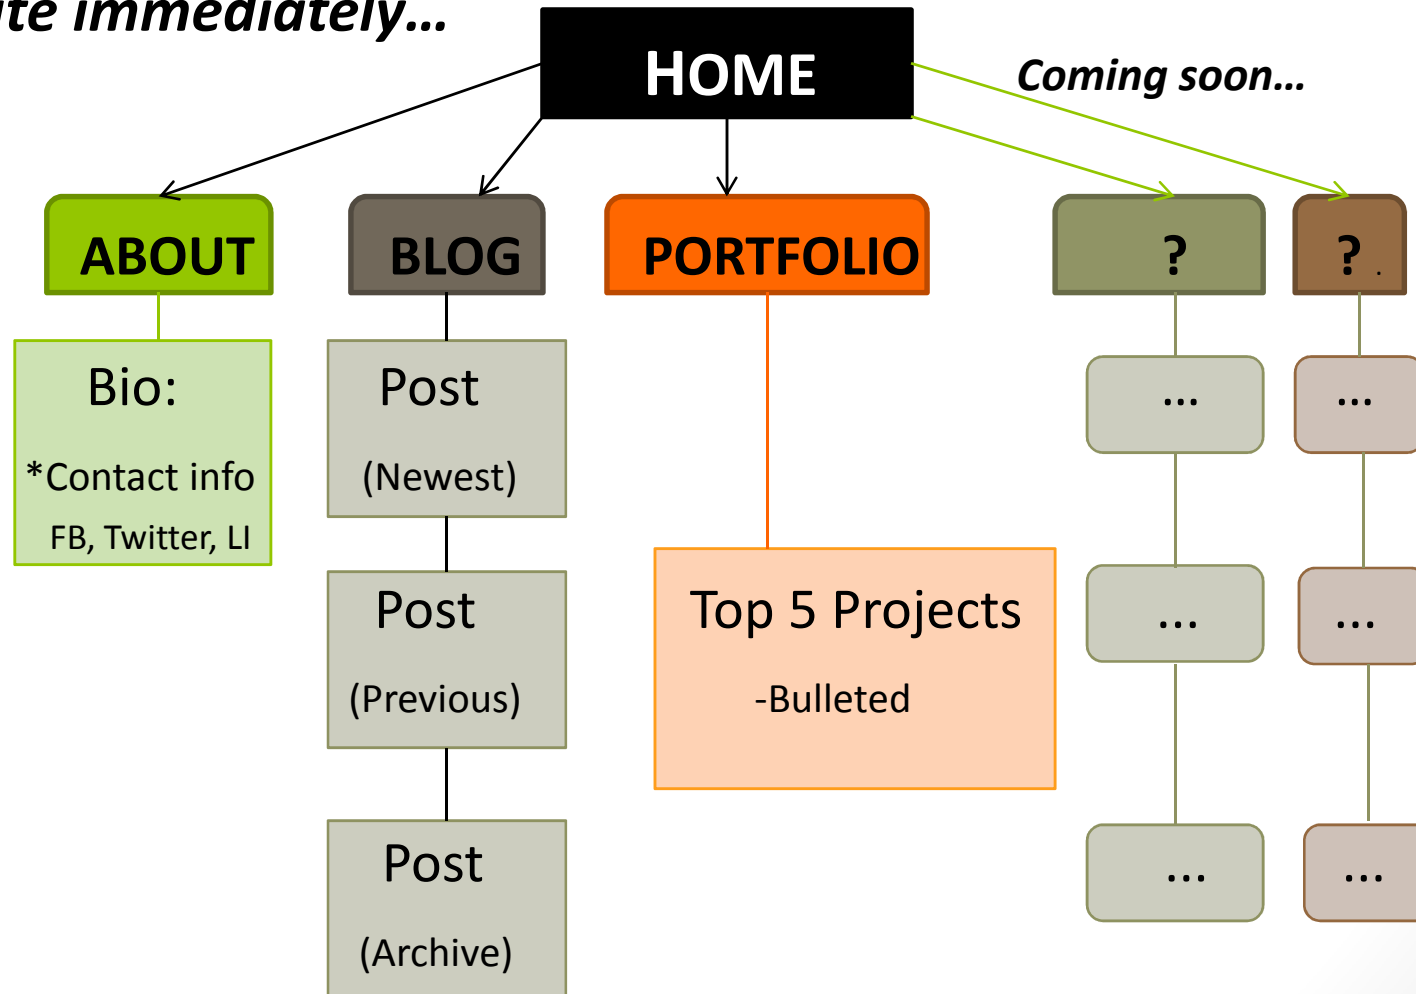 immediately...
HOME
Coming soon...
ABOUT
BLOG
PORTFOLIO
?
? .
Bio:
*Contact info
FB, Twitter, LI
Post
(Newest)
Post
(Previous)
Post
(Archive)
Top 5 Projects
-Bulleted
...
...
...
...
...
...